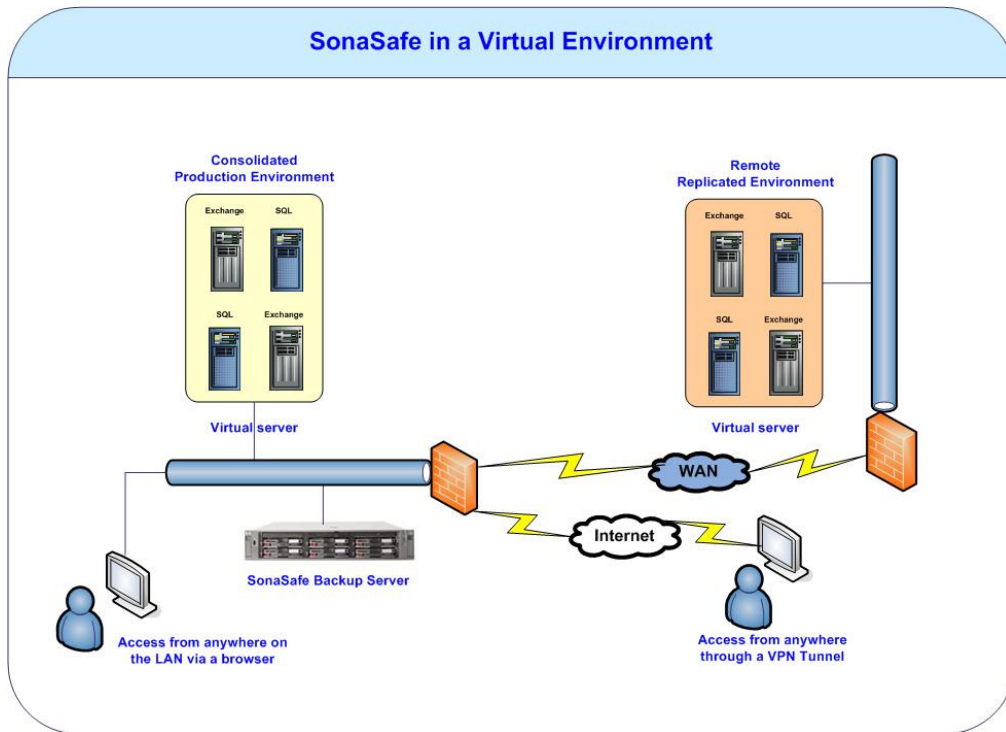 SonaSafe in a Virtual Environment
Consolidated
Production Environment
Exchange
SQL
SQL
Exchange
Virtual server
Remote
Replicated Environment
Exchange
SQL
SQL
Exchange
Virtual server
WAN
Internet
SonaSafe Backup Server
Access from anywhere on
the LAN via a browser
Access from anywhere
through a VPN Tunnel